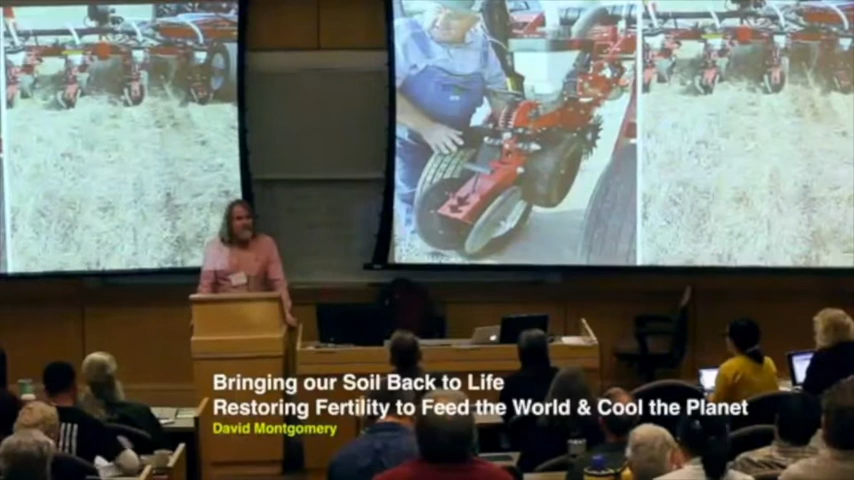 Bringing our Soil Back to Life
Restoring Fertility to Feed the World & Cool the Planet
David Montgomery